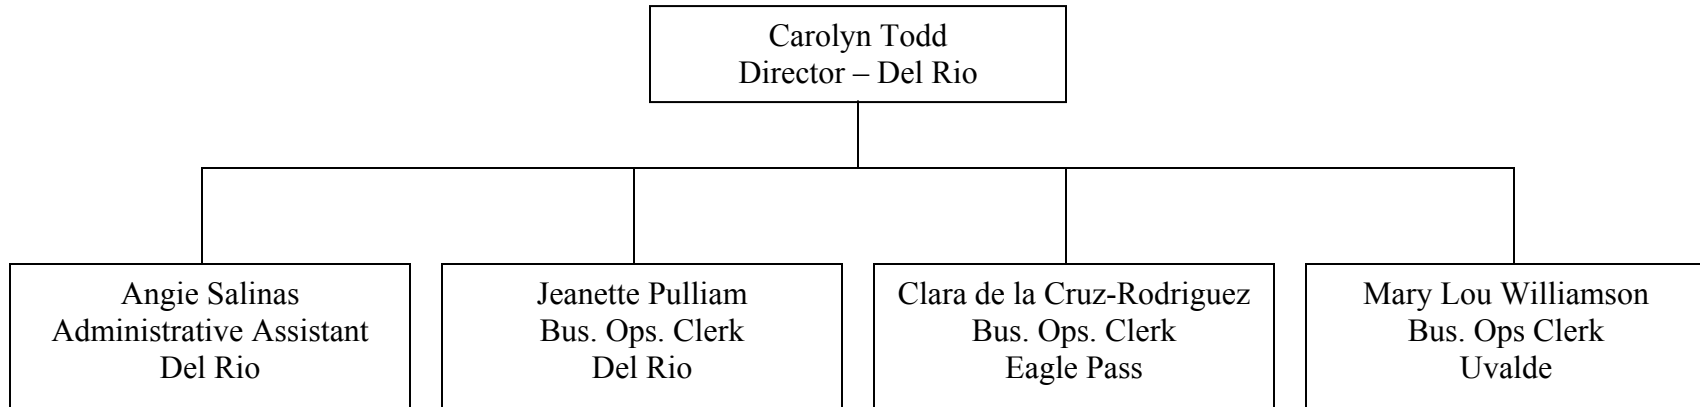 Carolyn Todd
Director – Del Rio
Angie Salinas
Administrative Assistant
Del Rio
Jeanette Pulliam
Bus. Ops. Clerk
Del Rio
Clara de la Cruz-Rodriguez
Bus. Ops. Clerk
Eagle Pass
Mary Lou Williamson
Bus. Ops Clerk
Uvalde